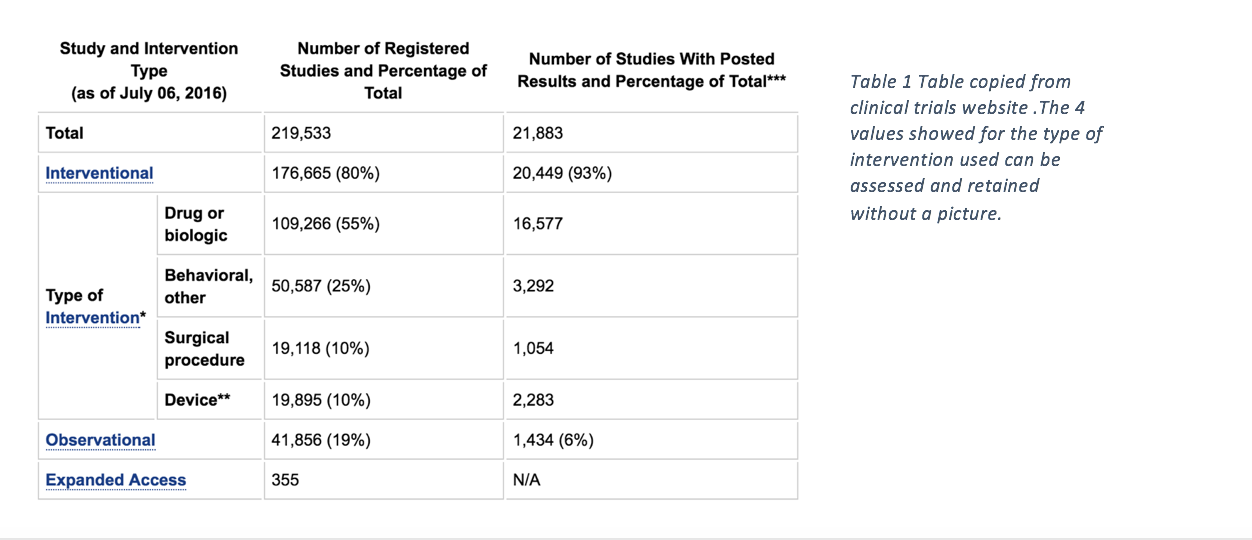 Study and Intervention
Type
(as of July 06, 2016)
Number of Registered
Studies and Percentage of
Total
Number of Studies With Posted
Results and Percentage of Total***
Total
219,533
21,883
Interventional
176,665 (80%)
20,449 (93%)
Type of
Intervention*
Drug or
biologic
109,266 (55%)
16,577
Behavioral,
other
50,587 (25%)
3,292
Surgical
procedure
19,118 (10%)
1,054
Device**
19,895 (10%)
2,283
Observational
41,856 (19%)
1,434 (6%)
Expanded Access
355
N/A
Table 1 Table copied from
clinical trials website .The 4
values showed for the type of
intervention used can be
assessed and retained
without a picture.